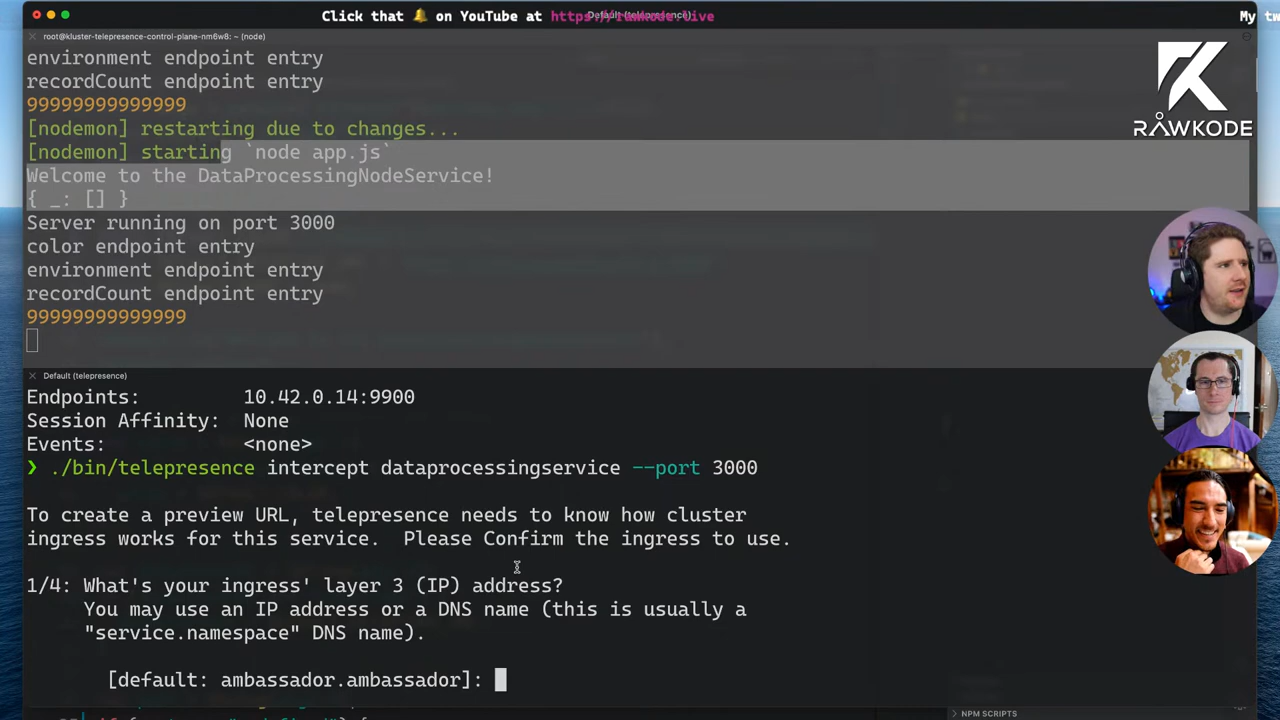 Click that 🔔 on YouTube at https://rawkode.live
My tw
root@kluster-telepresence-control-plane-nm6w8: ~ (node)
environment endpoint entry
recordCount endpoint entry
99999999999999
[nodemon] restarting due to changes...
[nodemon] starting `node app.js`
Welcome to the DataProcessingNodeService!
{ _: [] }
Server running on port 3000
color endpoint entry
environment endpoint entry
recordCount endpoint entry
99999999999999
RAWKODE
Default (telepresence)
Endpoints: 10.42.0.14:9900
Session Affinity: None
Events: <none>
❯ ./bin/telepresence intercept dataprocessingservice --port 3000
To create a preview URL, telepresence needs to know how cluster
ingress works for this service. Please Confirm the ingress to use.
1/4: What's your ingress' layer 3 (IP) address?
You may use an IP address or a DNS name (this is usually a
"service.namespace" DNS name).
[default: ambassador.ambassador]:
NPM SCRIPTS